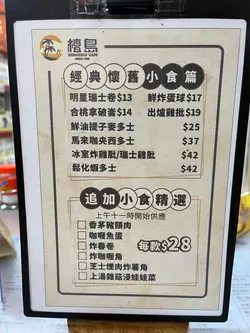 檀島
經典懷舊小食篇
明星瑞士卷$13 鮮炸蛋球$17
合桃拿破崙$14 出爐雞批$19
鮮油提子麥多士 $25
馬來咖央西多士 $37
冰室炸雞肶/瑞士雞肶 $42
鬆化蝦多士 $42
追加小食精選
上午十一時開始供應
香茅豬頸肉
咖喱魚蛋
炸春卷
炸咖喱角
芝士煙肉炸薯角
上湯雜菇浸娃娃菜
每款$28